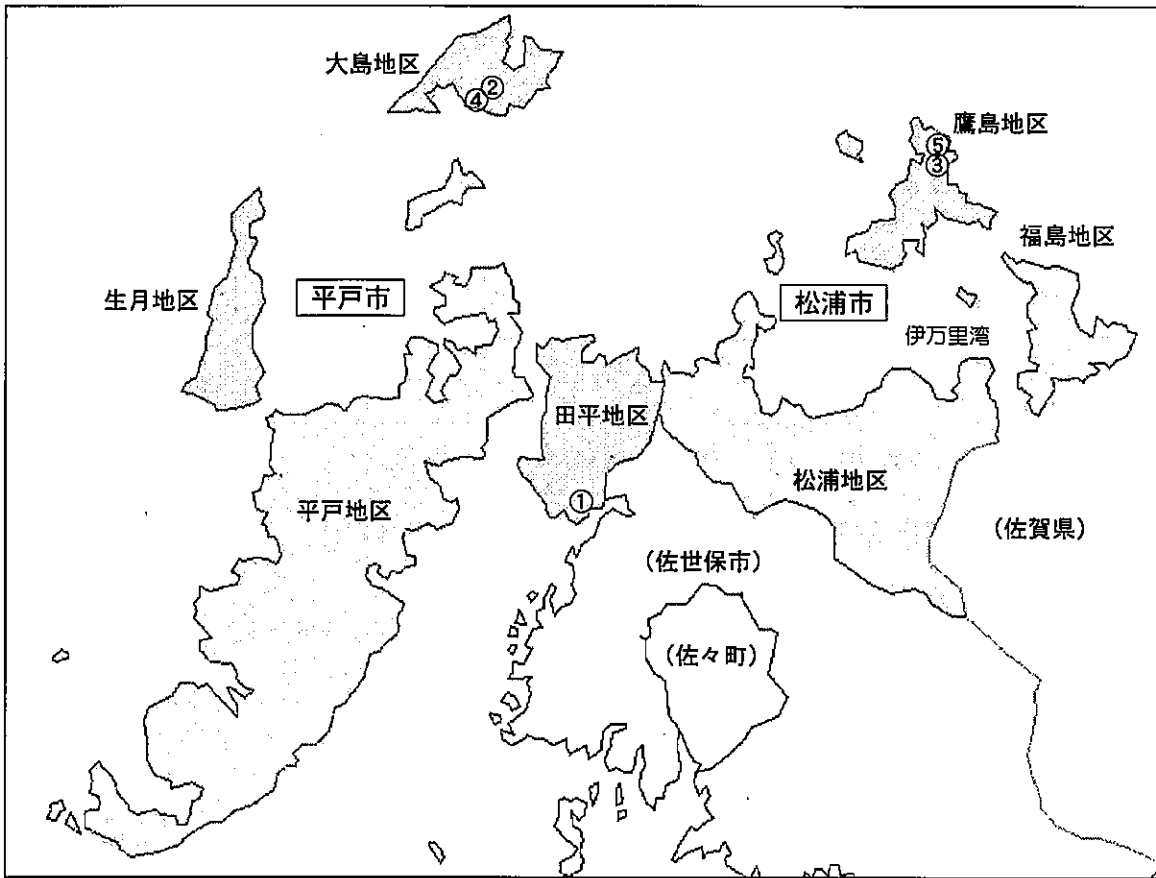 大島地区
②
④
鷹島地区
⑤
③
福島地区
生月地区
平戸市
松浦市
伊万里湾
田平地区
松浦地区
平戸地区
①
(佐賀県)
(佐世保市)
(佐々町)